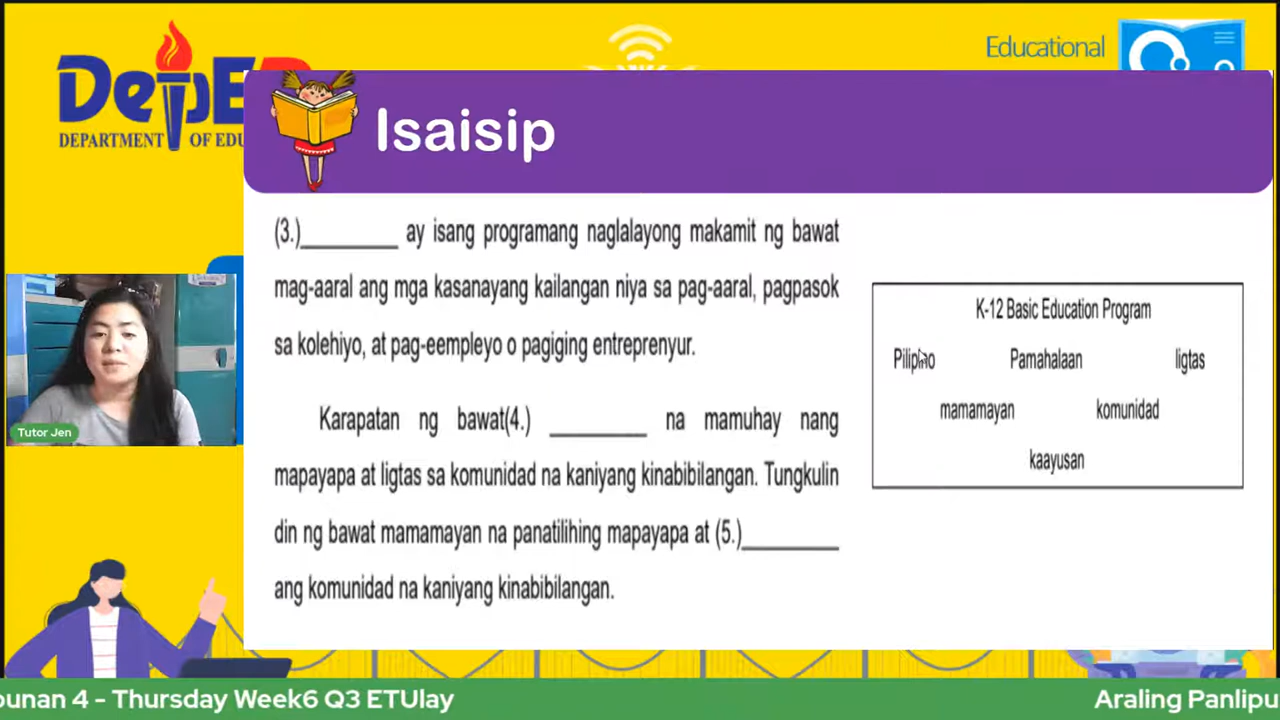 Educational
DepED
DEPARTMENT OF EDU
Isaisip
(3.)__________ ay isang programang naglalayong makamit ng bawat
mag-aaral ang mga kasanayang kailangan niya sa pag-aaral, pagpasok
sa kolehiyo, at pag-eempleyo o pagiging entreprenyur.
Karapatan ng bawat(4.) __________ na mamuhay nang
mapayapa at ligtas sa komunidad na kaniyang kinabibilangan. Tungkulin
din ng bawat mamamayan na panatilihing mapayapa at (5.)__________
ang komunidad na kaniyang kinabibilangan.
K-12 Basic Education Program
Pilipino Pamahalaan ligtas
mamamayan komunidad
kaayusan
Tutor Jen
ounan 4 - Thursday Week6 Q3 ETUlay
Araling Panlipu